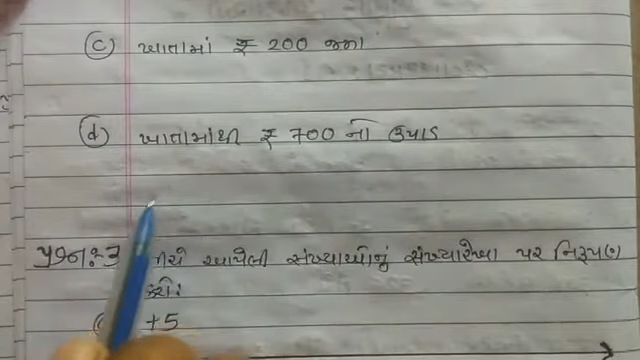 (c) ખાતામાં ₹ 200 જમા
(d) ખાતામાંથી ₹ 700 નો ઉપાડ
પ્રશ્ન:3 નીચે આપેલી સંખ્યાઓનું સંખ્યારેખા પર નિરૂપણ
કરો:
+5